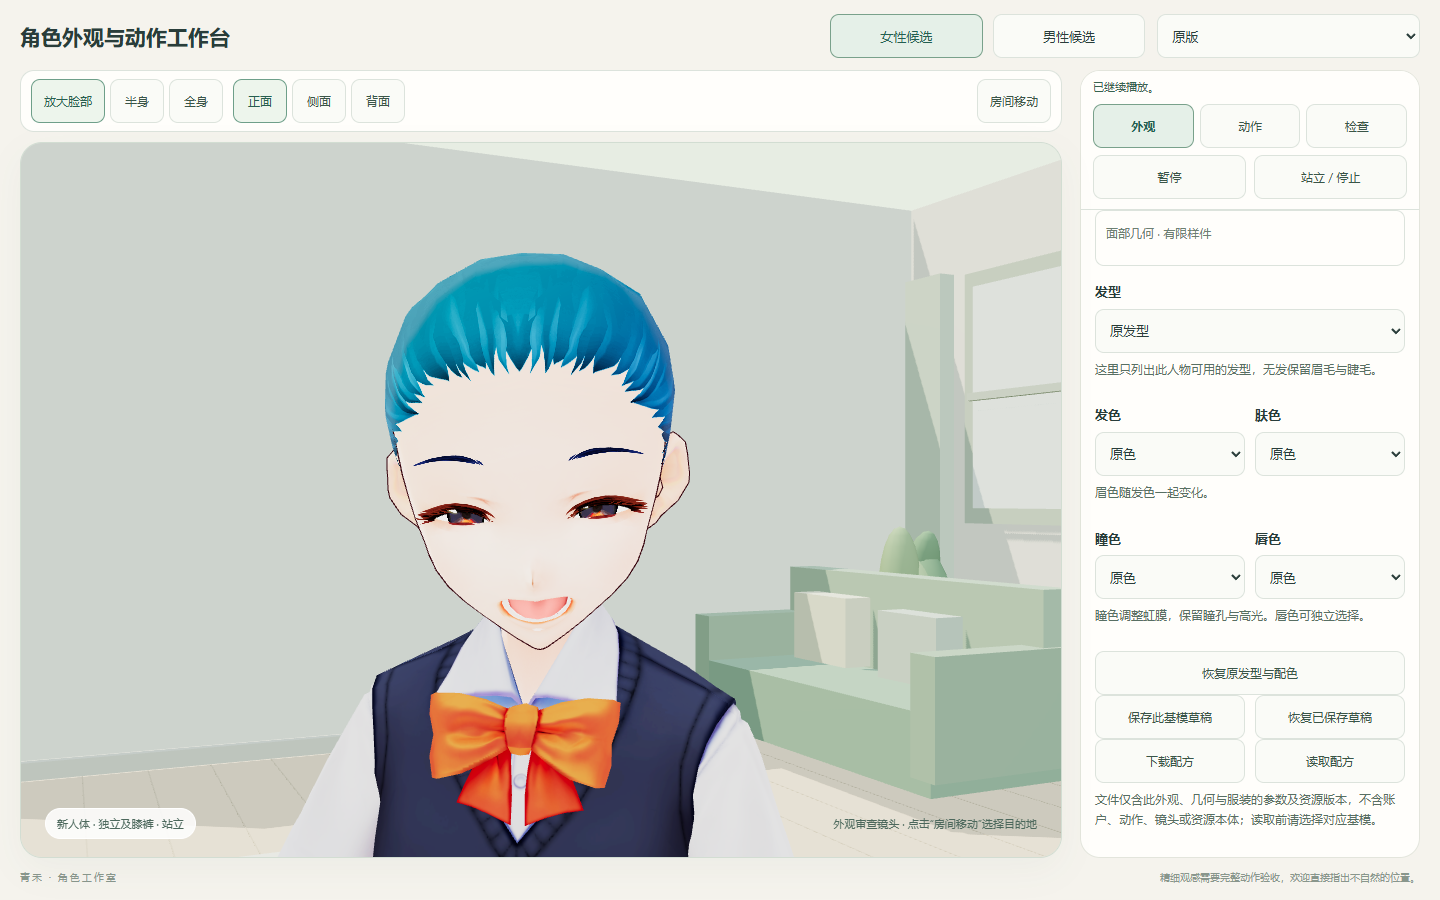 角色外观与动作工作台
女性候选
男性候选
原版
放大脸部
半身
全身
正面
侧面
背面
房间移动
已继续播放。
外观
动作
检查
暂停
站立 / 停止
面部几何 · 有限样件
发型
原发型
这里只列出此人物可用的发型，无发保留眉毛与睫毛。
发色
肤色
原色
原色
眉色随发色一起变化。
瞳色
唇色
原色
原色
瞳色调整虹膜，保留瞳孔与高光。唇色可独立选择。
恢复原发型与配色
保存此基模草稿
恢复已保存草稿
下载配方
读取配方
文件仅含此外观、几何与服装的参数及资源版本，不含账
户、动作、镜头或资源本体；读取前请选择对应基模。
新人体 · 独立及膝裤 · 站立
外观审查镜头 · 点击“房间移动”选择目的地
青禾 · 角色工作室
精细观感需要完整动作验收，欢迎直接指出不自然的位置。